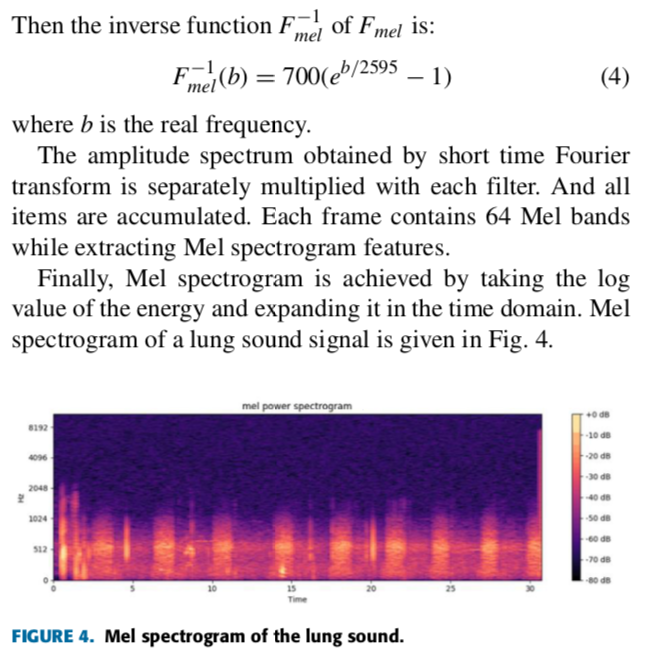 Then the inverse function F_{mel}^{-1} of F_{mel} is:
F_{mel}^{-1}(b) = 700(e^{b/2595} − 1) (4)
where b is the real frequency.
The amplitude spectrum obtained by short time Fourier
transform is separately multiplied with each filter. And all
items are accumulated. Each frame contains 64 Mel bands
while extracting Mel spectrogram features.
Finally, Mel spectrogram is achieved by taking the log
value of the energy and expanding it in the time domain. Mel
spectrogram of a lung sound signal is given in Fig. 4.
mel power spectrogram
8192
4096
2048
1024
512
0
Hz
0 5 10 15 20 25 30
Time
+0 dB
-10 dB
-20 dB
-30 dB
-40 dB
-50 dB
-60 dB
-70 dB
-80 dB
FIGURE 4. Mel spectrogram of the lung sound.